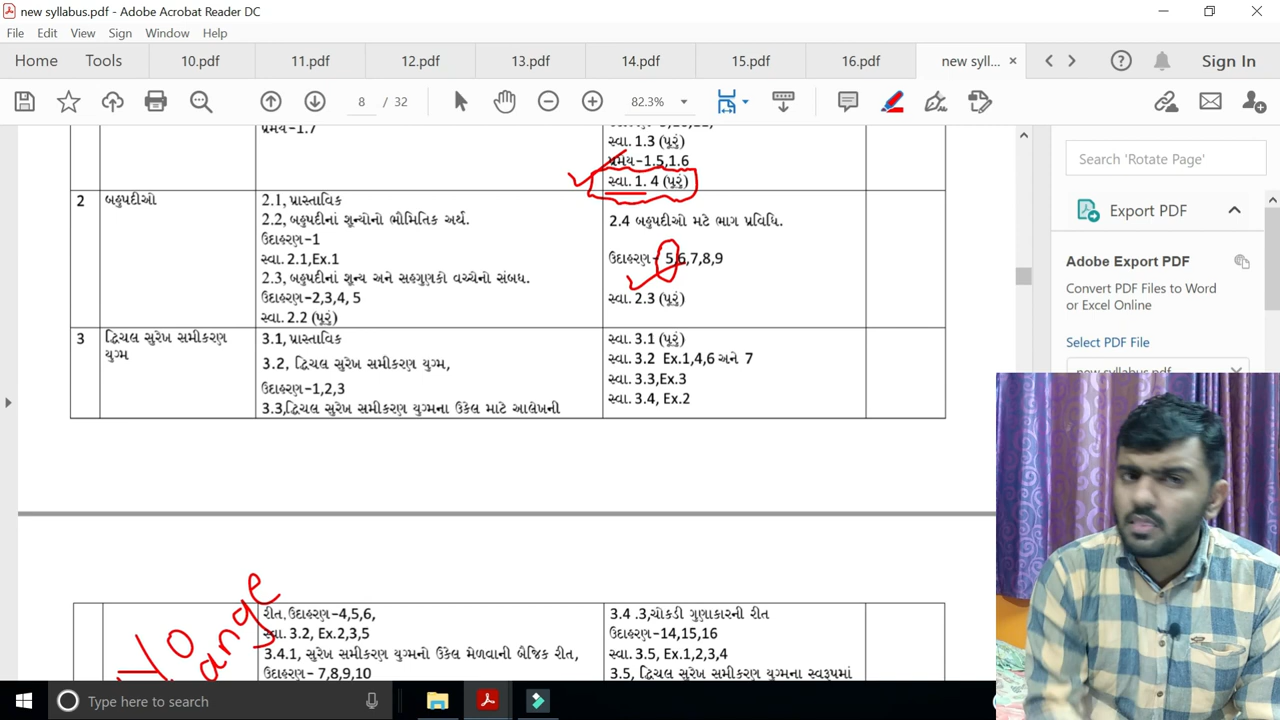 new syllabus.pdf - Adobe Acrobat Reader DC
File Edit View Sign Window Help
Home Tools 10.pdf 11.pdf 12.pdf 13.pdf 14.pdf 15.pdf 16.pdf new syll... Sign In
8 / 32 82.3%
પ્રમેય-1.7
સ્વા. 1.3 (પૂરું)
પ્રમેય-1.5,1.6
સ્વા. 1. 4 (પૂરું)
2 બહુપદીઓ
2.1, પ્રાસ્તાવિક
2.2, બહુપદીનાં શૂન્યોનો ભૌમિતિક અર્થ.
ઉદાહરણ-1
સ્વા. 2.1,Ex.1
2.3, બહુપદીનાં શૂન્ય અને સહગુણકો વચ્ચેનો સંબધ.
ઉદાહરણ-2,3,4, 5
સ્વા. 2.2 (પૂરું)
2.4 બહુપદીઓ માટે ભાગ પ્રવિધિ.
ઉદાહરણ- 5,6,7,8,9
સ્વા. 2.3 (પૂરું)
3 દ્વિચલ સુરેખ સમીકરણ
યુગ્મ
3.1, પ્રાસ્તાવિક
3.2, દ્વિચલ સુરેખ સમીકરણ યુગ્મ,
ઉદાહરણ-1,2,3
3.3,દ્વિચલ સુરેખ સમીકરણ યુગ્મના ઉકેલ માટે આલેખની
સ્વા. 3.1 (પૂરું)
સ્વા. 3.2 Ex.1,4,6 અને 7
સ્વા. 3.3,Ex.3
સ્વા. 3.4, Ex.2
રીત. ઉદાહરણ-4,5,6,
સ્વા. 3.2, Ex.2,3,5
3.4.1, સુરેખ સમીકરણ યુગ્મનો ઉકેલ મેળવાની બૈજિક રીત,
ઉદાહરણ- 7,8,9,10
3.4 .3,ચોકડી ગુણાકારની રીત
ઉદાહરણ-14,15,16
સ્વા. 3.5, Ex.1,2,3,4
3.5, દ્વિચલ સુરેખ સમીકરણ યુગ્મના સ્વરૂપમાં
No
ange
Search 'Rotate Page'
Export PDF
Adobe Export PDF
Convert PDF Files to Word
or Excel Online
Select PDF File
new syllabus.pdf
Type here to search